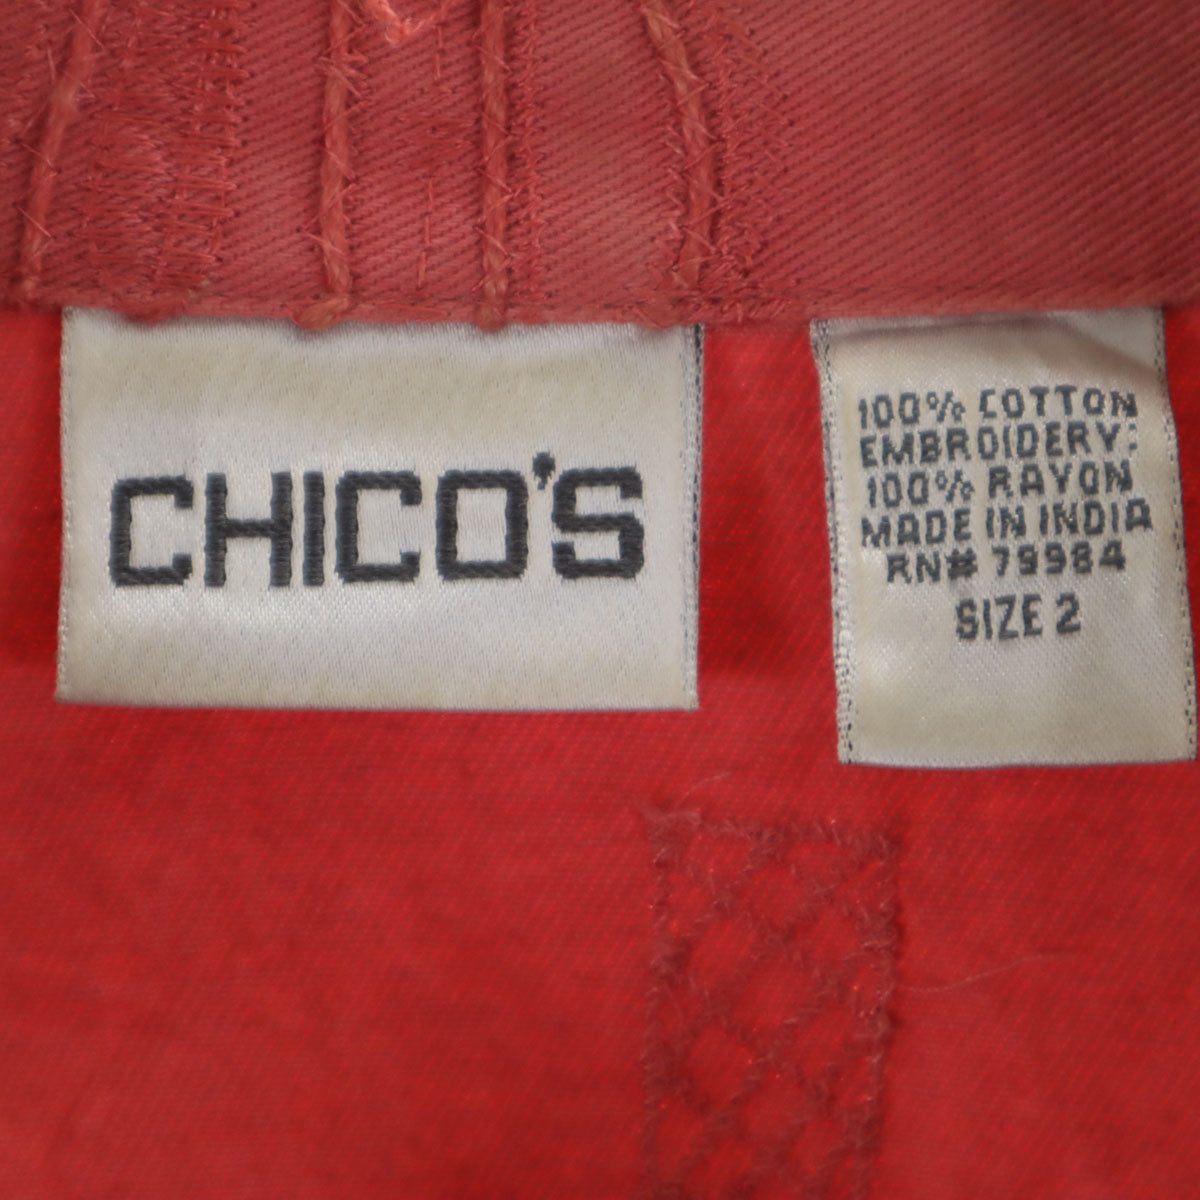 CHICO'S
100% COTTON
EMBROIDERY:
100% RAYON
MADE IN INDIA
RN# 79984
SIZE 2